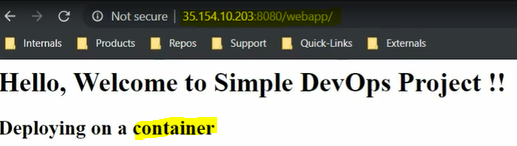 Not secure | 35.154.10.203:8080/webapp/
Internals Products Repos Support Quick-Links Externals
Hello, Welcome to Simple DevOps Project !!
Deploying on a container